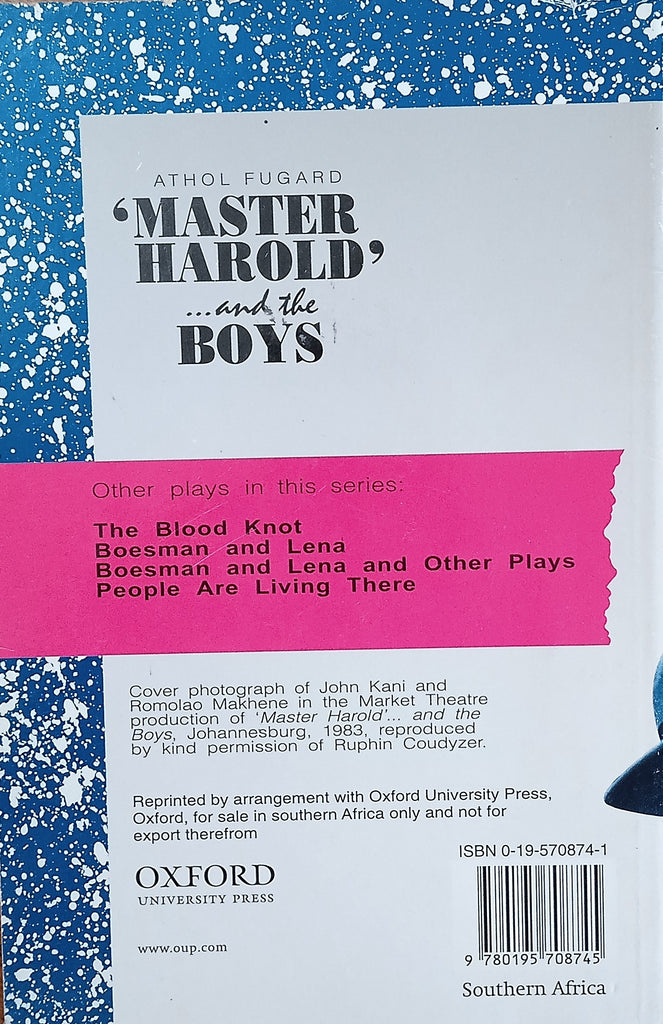 ATHOL FUGARD
‘MASTER
HAROLD’
...and the
BOYS
Other plays in this series:
The Blood Knot
Boesman and Lena
Boesman and Lena and Other Plays
People Are Living There
Cover photograph of John Kani and
Romolao Makhene in the Market Theatre
production of ‘Master Harold’... and the
Boys, Johannesburg, 1983, reproduced
by kind permission of Ruphin Coudyzer.
Reprinted by arrangement with Oxford University Press,
Oxford, for sale in southern Africa only and not for
export therefrom
OXFORD
UNIVERSITY PRESS
www.oup.com
ISBN 0-19-570874-1
9 780195 708745
Southern Africa